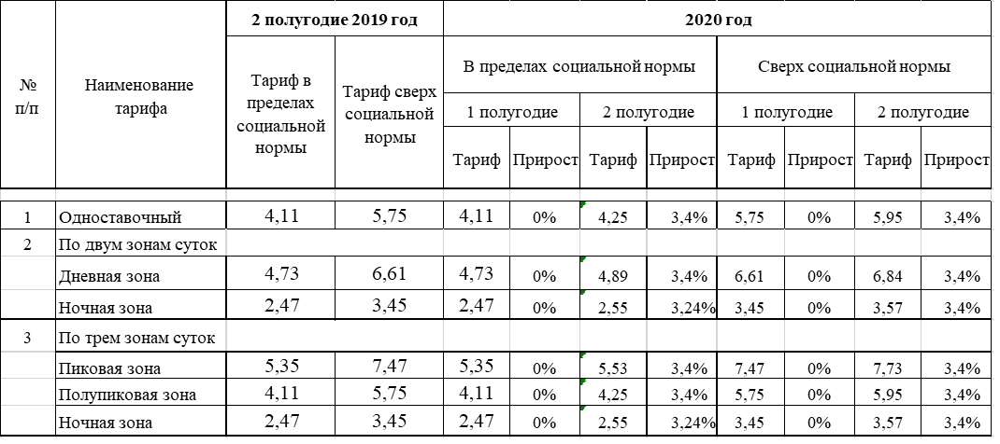 2 полугодие 2019 год 2020 год
№
п/п
Наименование
тарифа
Тариф в
пределах
социальной
нормы
Тариф сверх
социальной
нормы
В пределах социальной нормы Сверх социальной нормы
1 полугодие 2 полугодие 1 полугодие 2 полугодие
Тариф Прирост Тариф Прирост Тариф Прирост Тариф Прирост
1 Одноставочный 4,11 5,75 4,11 0% 4,25 3,4% 5,75 0% 5,95 3,4%
2 По двум зонам суток
Дневная зона 4,73 6,61 4,73 0% 4,89 3,4% 6,61 0% 6,84 3,4%
Ночная зона 2,47 3,45 2,47 0% 2,55 3,24% 3,45 0% 3,57 3,4%
3 По трем зонам суток
Пиковая зона 5,35 7,47 5,35 0% 5,53 3,4% 7,47 0% 7,73 3,4%
Полупиковая зона 4,11 5,75 4,11 0% 4,25 3,4% 5,75 0% 5,95 3,4%
Ночная зона 2,47 3,45 2,47 0% 2,55 3,24% 3,45 0% 3,57 3,4%